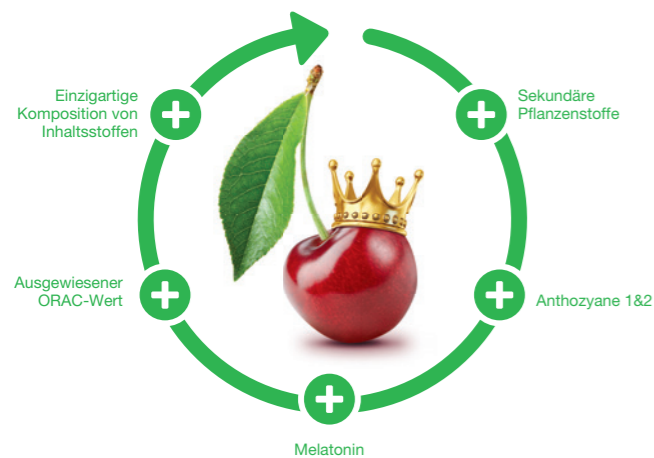 Einzigartige
Komposition von
Inhaltsstoffen
Sekundäre
Pflanzenstoffe
Ausgewiesener
ORAC-Wert
Anthozyane 1&2
Melatonin